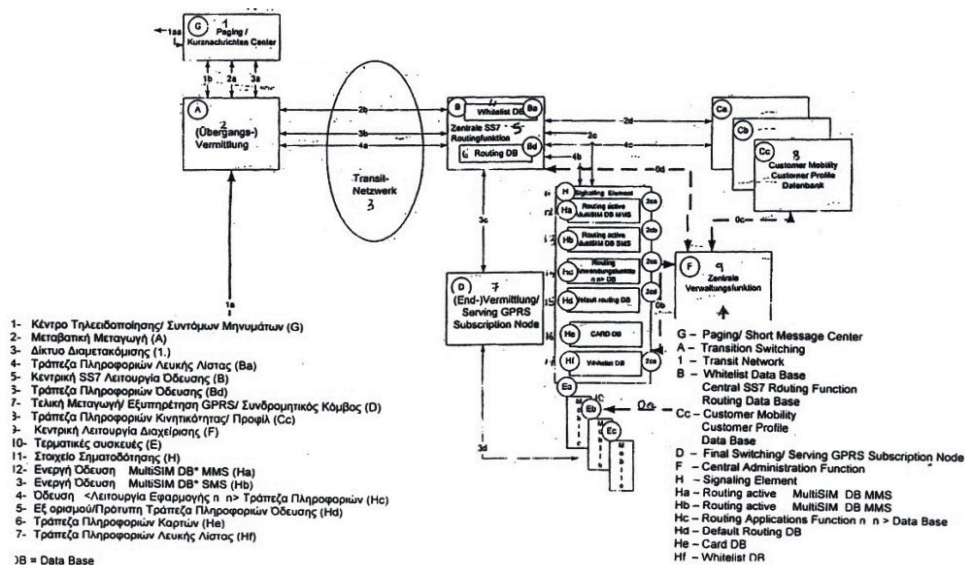 G 1
Paging /
Kurznachrichten Center
1aa
1b 2a 3a
A 2
(Übergangs-)
Vermittlung
2b
3b
4a
Transit-
Netzwerk
3
B 4 Ba
Whitelist DB
Zentrale SS7 5
Routingfunktion
Bd
6 Routing DB
2d
2c
4c
4b
0d
Ca
Cb
Cc 8
Customer Mobility
Customer Profile
Datenbank
0c
3c
H Signalling Element
Ha Routing active
MultiSIM DB MMS
Hb Routing active
MultiSIM DB SMS
Hc Routing
Hd Default routing DB
He CARD DB
Hf Whitelist DB
0b
F 9
Zentrale
Verwaltungsfunktion
D 7
(End-)Vermittlung/
Serving GPRS
Subscription Node
1a
3d
Ea
Eb
Ec
0a
1- Κέντρο Τηλεειδοποίησης/ Συντόμων Μηνυμάτων (G)
2- Μεταβατική Μεταγωγή (A)
3- Δίκτυο Διαμετακόμισης (1.)
4- Τράπεζα Πληροφοριών Λευκής Λίστας (Ba)
5- Κεντρική SS7 Λειτουργία Όδευσης (B)
Τράπεζα Πληροφοριών Όδευσης (Bd)
7- Τελική Μεταγωγή/ Εξυπηρέτηση GPRS/ Συνδρομητικός Κόμβος (D)
Τράπεζα Πληροφοριών Κινητικότητας/ Προφίλ (Cc)
Κεντρική Λειτουργία Διαχείρισης (F)
10- Τερματικές συσκευές (E)
11- Στοιχείο Σηματοδότησης (H)
12- Ενεργή Όδευση MultiSIM DB* MMS (Ha)
3- Ενεργή Όδευση MultiSIM DB* SMS (Hb)
4- Όδευση <Λειτουργία Εφαρμογής n n> Τράπεζα Πληροφοριών (Hc)
5- Εξ ορισμού/Πρότυπη Τράπεζα Πληροφοριών Όδευσης (Hd)
6- Τράπεζα Πληροφοριών Καρτών (He)
7- Τράπεζα Πληροφοριών Λευκής Λίστας (Hf)
DB = Data Base
G – Paging/ Short Message Center
A – Transition Switching
1 – Transit Network
B – Whitelist Data Base
Central SS7 Routing Function
Routing Data Base
Cc – Customer Mobility
Customer Profile
Data Base
D – Final Switching/ Serving GPRS Subscription Node
F – Central Administration Function
H – Signaling Element
Ha – Routing active MultiSIM DB MMS
Hb – Routing active MultiSIM DB MMS
Hc – Routing Applications Function n n > Data Base
Hd – Default Routing DB
He – Card DB
Hf – Whitelist DB